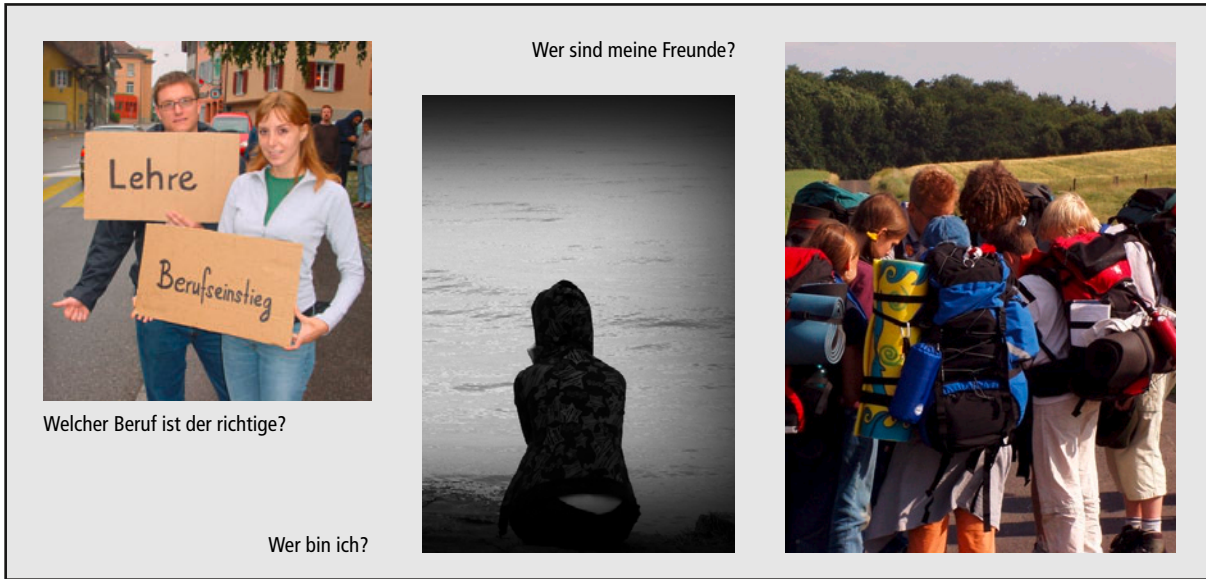 Wer sind meine Freunde?
Lehre
Berufseinstieg
Welcher Beruf ist der richtige?
Wer bin ich?